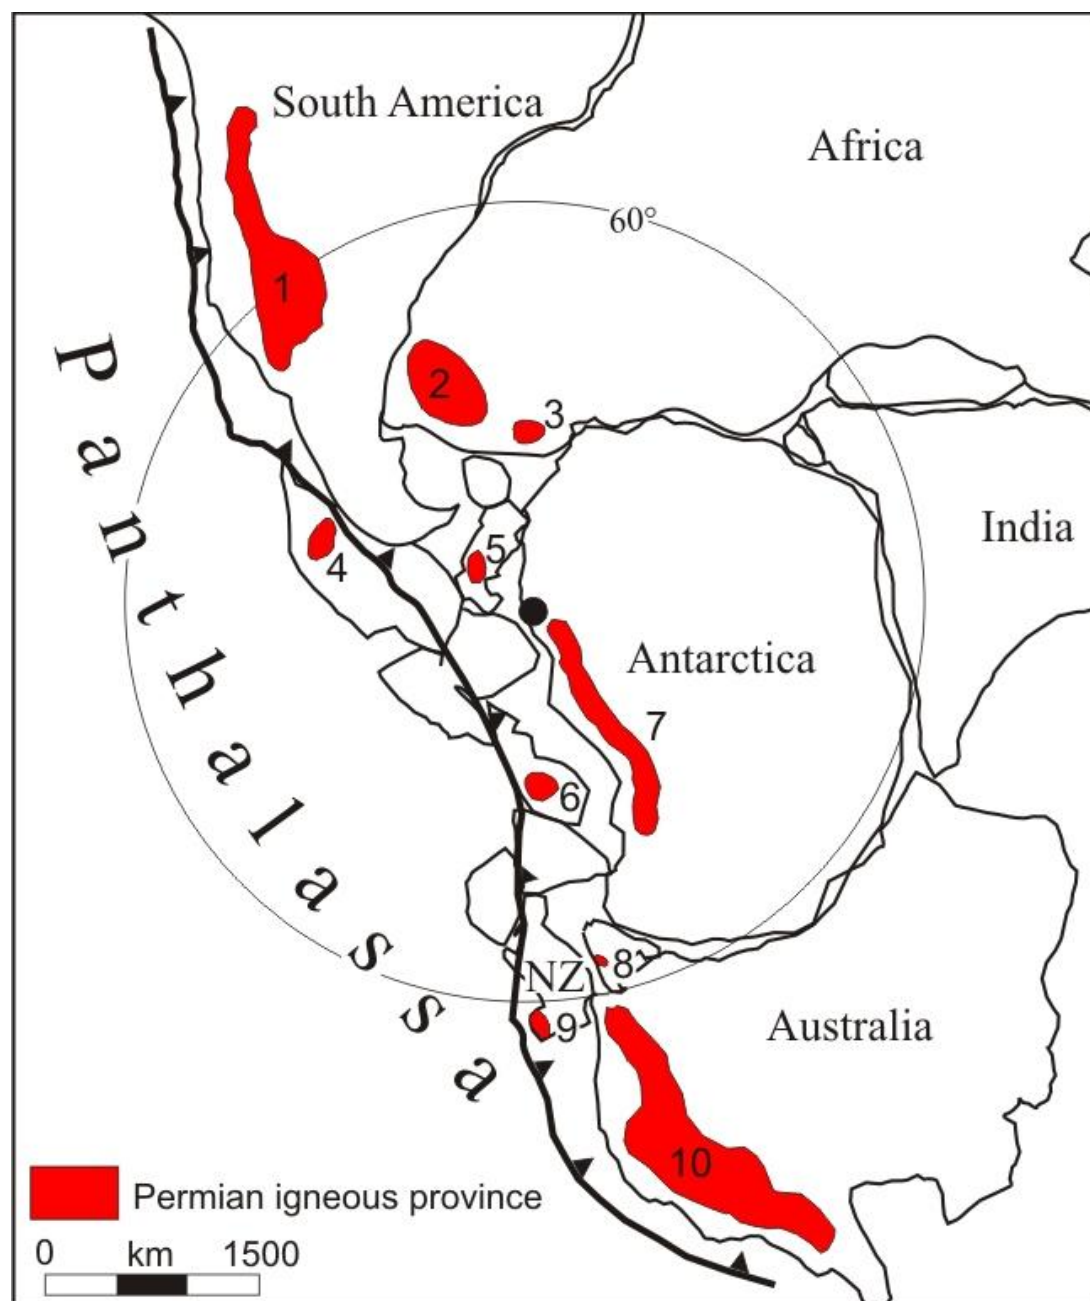 South America
Africa
60°
1
2
3
Panthalassa
4
5
India
Antarctica
7
6
NZ
8
9
Australia
10
Permian igneous province
0 km 1500